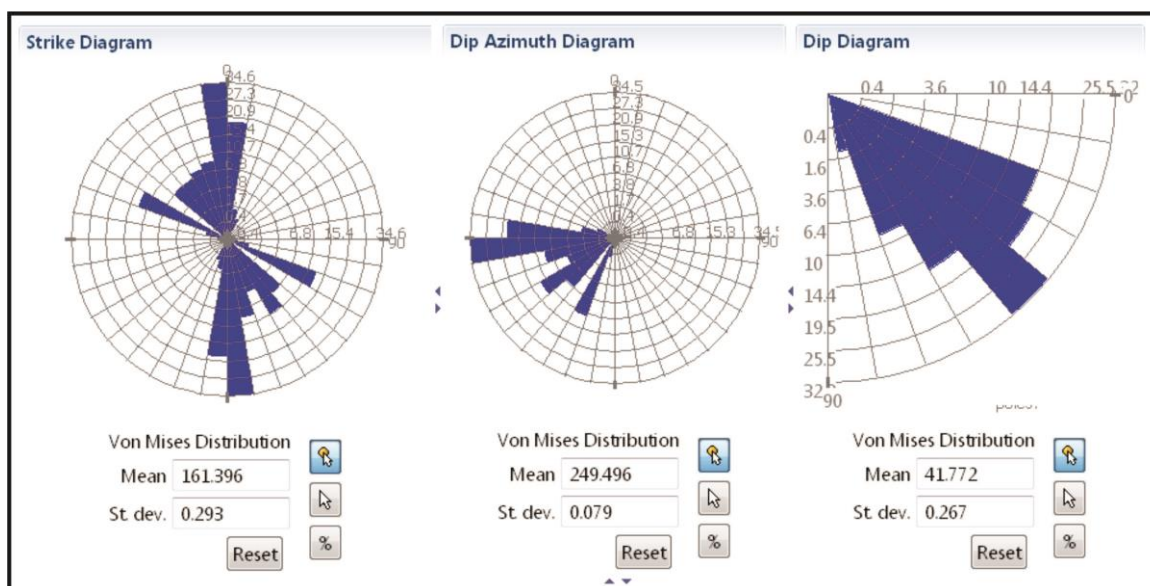 Strike Diagram
0
34.6
27.3
20.9
6.8
15.4
34.6
90
Von Mises Distribution
Mean 161.396
St. dev. 0.293
%
Reset
Dip Azimuth Diagram
0
34.5
27.3
20.9
15.3
10.7
6.8
15.3
90
Von Mises Distribution
Mean 249.496
St. dev. 0.079
%
Reset
Dip Diagram
0.4 3.6 10 14.4 25.5 32
0
0.4
1.6
3.6
6.4
10
14.4
19.5
25.5
32
90
Von Mises Distribution
Mean 41.772
St. dev. 0.267
%
Reset